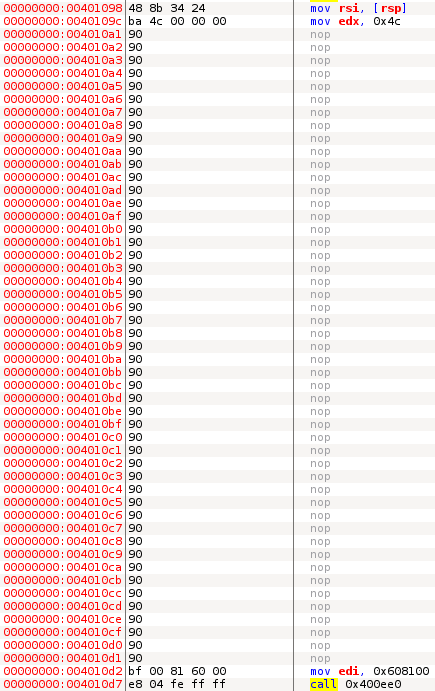 00000000:00401098 48 8b 34 24 mov rsi, [rsp]
00000000:0040109c ba 4c 00 00 00 mov edx, 0x4c
00000000:004010a1 90 nop
00000000:004010a2 90 nop
00000000:004010a3 90 nop
00000000:004010a4 90 nop
00000000:004010a5 90 nop
00000000:004010a6 90 nop
00000000:004010a7 90 nop
00000000:004010a8 90 nop
00000000:004010a9 90 nop
00000000:004010aa 90 nop
00000000:004010ab 90 nop
00000000:004010ac 90 nop
00000000:004010ad 90 nop
00000000:004010ae 90 nop
00000000:004010af 90 nop
00000000:004010b0 90 nop
00000000:004010b1 90 nop
00000000:004010b2 90 nop
00000000:004010b3 90 nop
00000000:004010b4 90 nop
00000000:004010b5 90 nop
00000000:004010b6 90 nop
00000000:004010b7 90 nop
00000000:004010b8 90 nop
00000000:004010b9 90 nop
00000000:004010ba 90 nop
00000000:004010bb 90 nop
00000000:004010bc 90 nop
00000000:004010bd 90 nop
00000000:004010be 90 nop
00000000:004010bf 90 nop
00000000:004010c0 90 nop
00000000:004010c1 90 nop
00000000:004010c2 90 nop
00000000:004010c3 90 nop
00000000:004010c4 90 nop
00000000:004010c5 90 nop
00000000:004010c6 90 nop
00000000:004010c7 90 nop
00000000:004010c8 90 nop
00000000:004010c9 90 nop
00000000:004010ca 90 nop
00000000:004010cb 90 nop
00000000:004010cc 90 nop
00000000:004010cd 90 nop
00000000:004010ce 90 nop
00000000:004010cf 90 nop
00000000:004010d0 90 nop
00000000:004010d1 90 nop
00000000:004010d2 bf 00 81 60 00 mov edi, 0x608100
00000000:004010d7 e8 04 fe ff ff call 0x400ee0